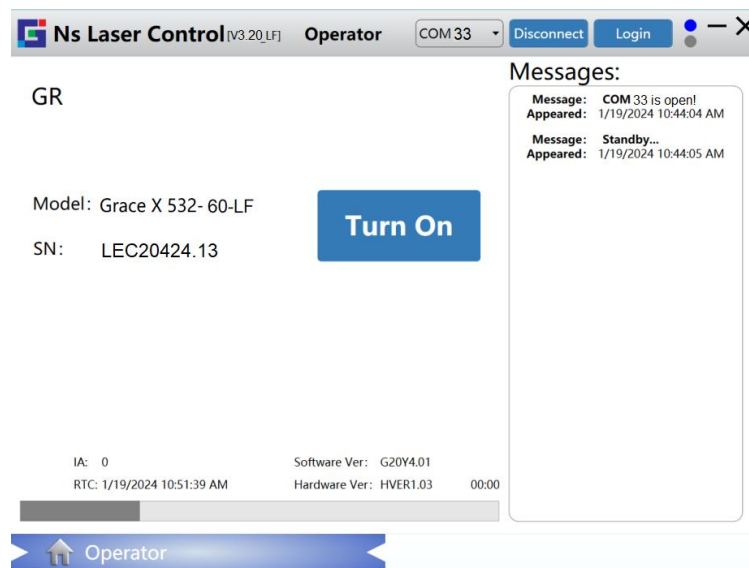 Ns Laser Control [V3.20_LF] Operator COM 33 Disconnect Login
GR
Model: Grace X 532- 60-LF
SN: LEC20424.13
Turn On
IA: 0
Software Ver: G20Y4.01
RTC: 1/19/2024 10:51:39 AM
Hardware Ver: HVER1.03
00:00
Messages:
Message: COM 33 is open!
Appeared: 1/19/2024 10:44:04 AM
Message: Standby...
Appeared: 1/19/2024 10:44:05 AM
Operator